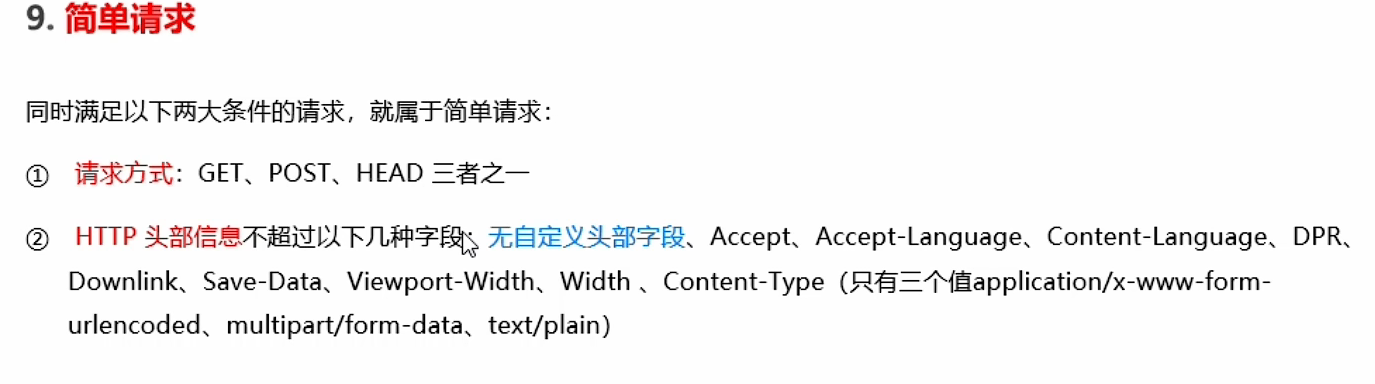 9. 简单请求
同时满足以下两大条件的请求，就属于简单请求：
① 请求方式：GET、POST、HEAD 三者之一
② HTTP 头部信息不超过以下几种字段：无自定义头部字段、Accept、Accept-Language、Content-Language、DPR、
Downlink、Save-Data、Viewport-Width、Width 、Content-Type（只有三个值application/x-www-form-
urlencoded、multipart/form-data、text/plain）